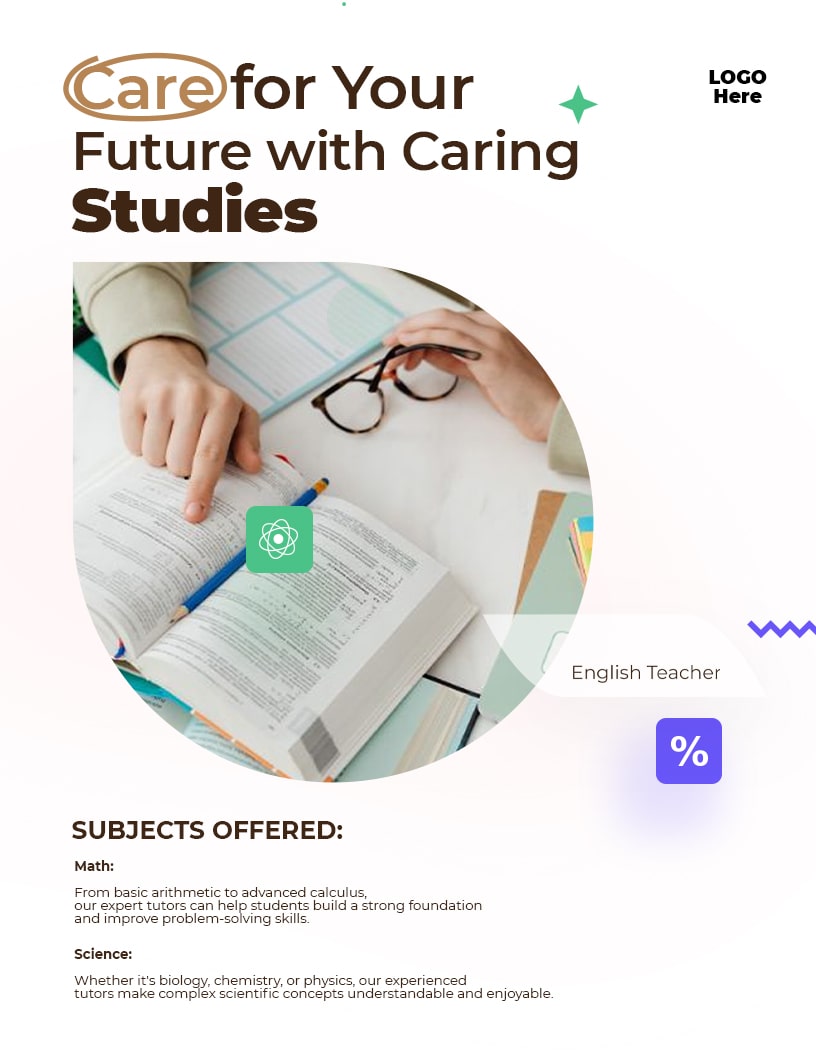 Care for Your
Future with Caring
Studies
LOGO
Here
English Teacher
%
SUBJECTS OFFERED:
Math:
From basic arithmetic to advanced calculus,
our expert tutors can help students build a strong foundation
and improve problem-solving skills.
Science:
Whether it's biology, chemistry, or physics, our experienced
tutors make complex scientific concepts understandable and enjoyable.